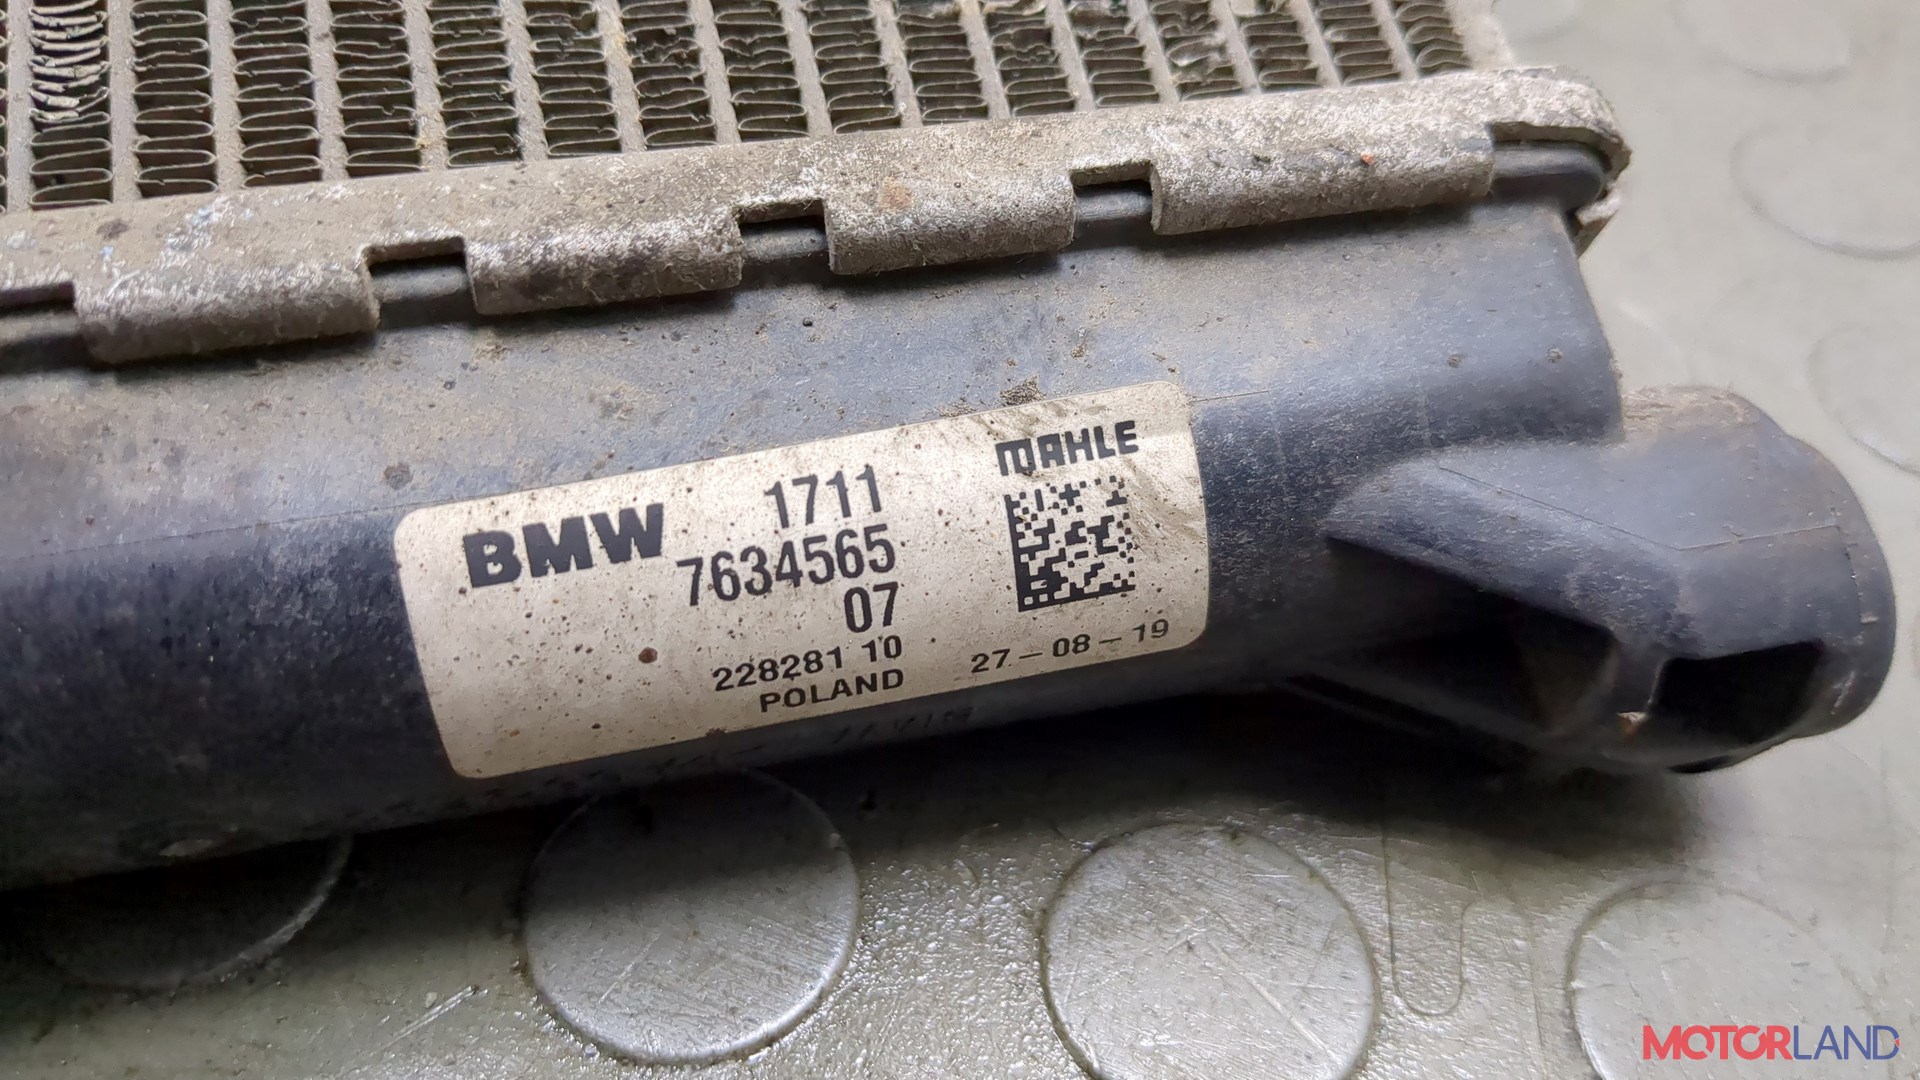 BMW 1711
7634565
07
228281 10
POLAND
MAHLE
27-08-19
MOTORLAND